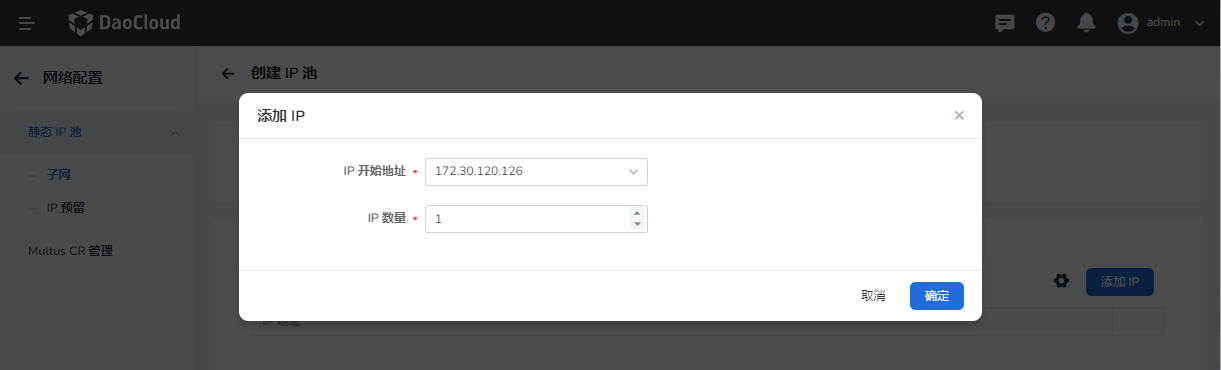 DaoCloud
admin
网络配置
创建 IP 池
添加 IP
静态 IP 池
IP 开始地址 * 172.30.120.126
子网
IP 预留
IP 数量 * 1
Multus CR 管理
添加 IP
取消 确定
IP 地址